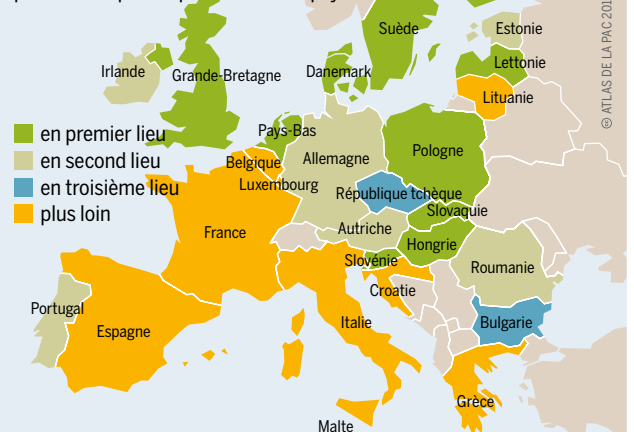 Suède
Estonie
Lettonie
Irlande
Grande-Bretagne
Danemark
Lituanie
Pays-Bas
en premier lieu
en second lieu
en troisième lieu
plus loin
Belgique
Allemagne
Pologne
Luxembourg
République tchèque
Slovaquie
France
Autriche
Hongrie
Slovénie
Roumanie
Croatie
Portugal
Espagne
Italie
Bulgarie
Grèce
Malte
© ATLAS DE LA PAC 201